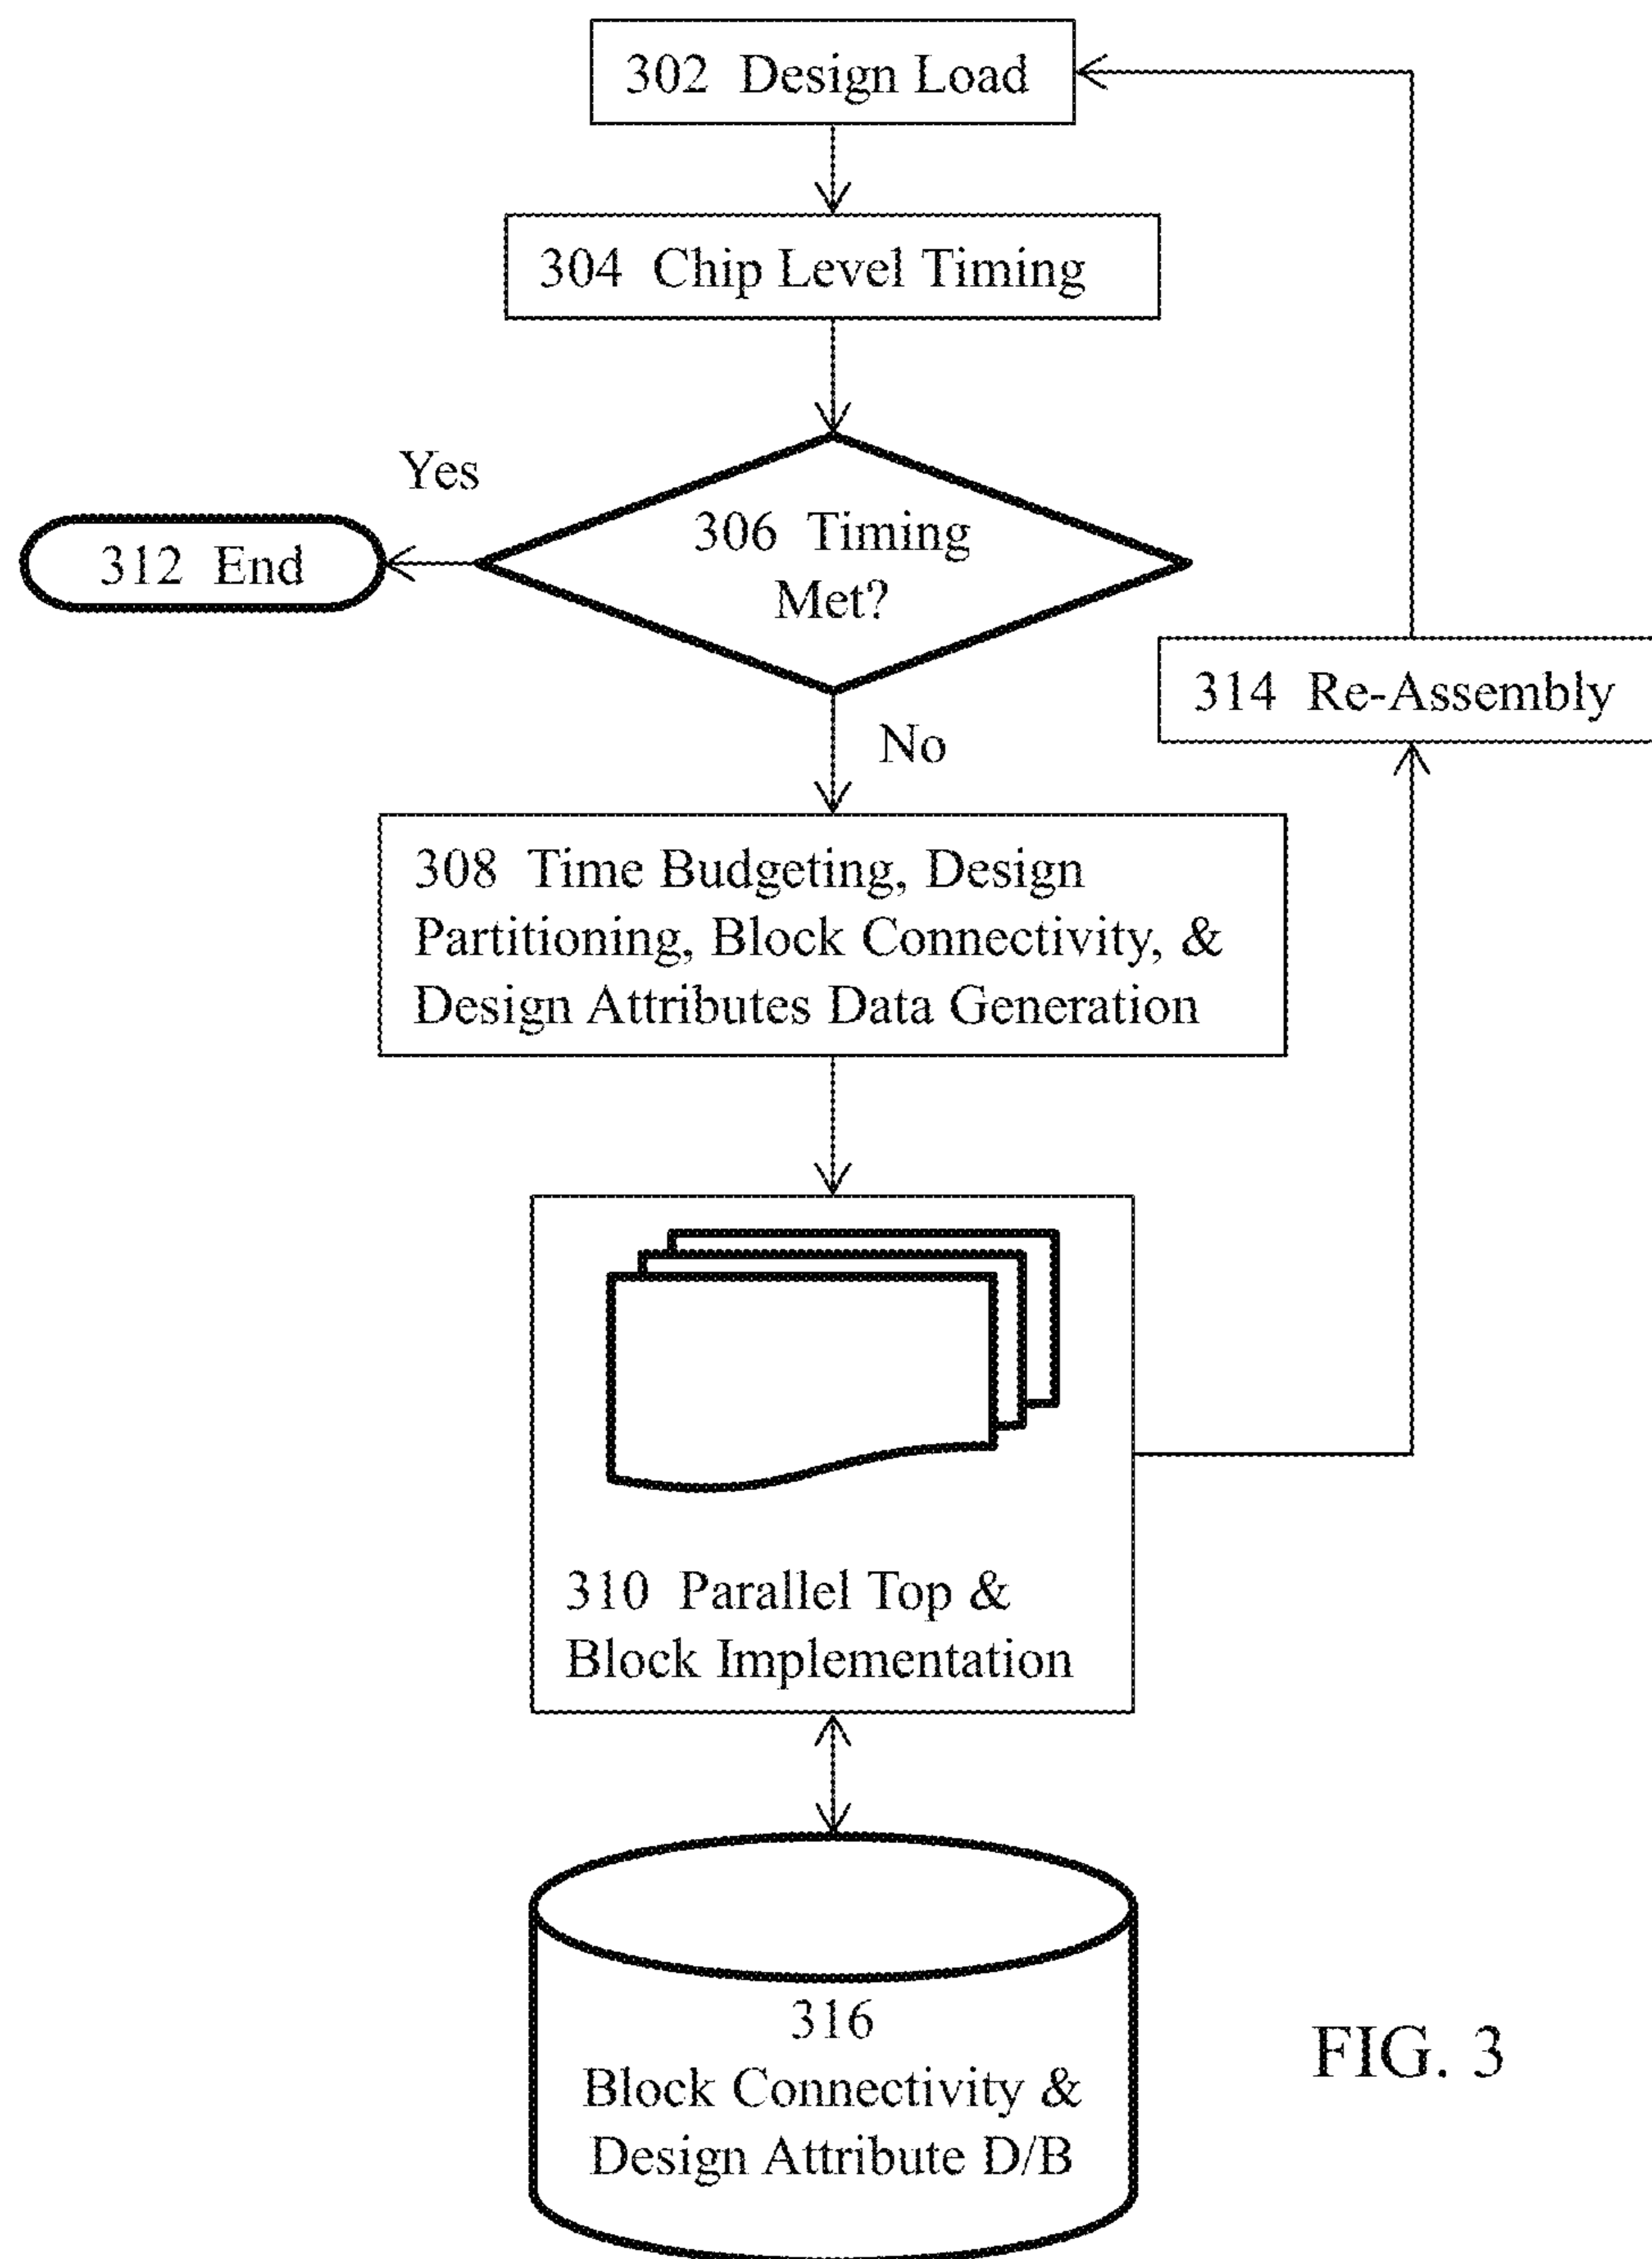 302 Design Load
304 Chip Level Timing
Yes
306 Timing
Met?
312 End
314 Re-Assembly
No
308 Time Budgeting, Design
Partitioning, Block Connectivity, &
Design Attributes Data Generation
310 Parallel Top &
Block Implementation
316
Block Connectivity &
Design Attribute D/B
FIG. 3